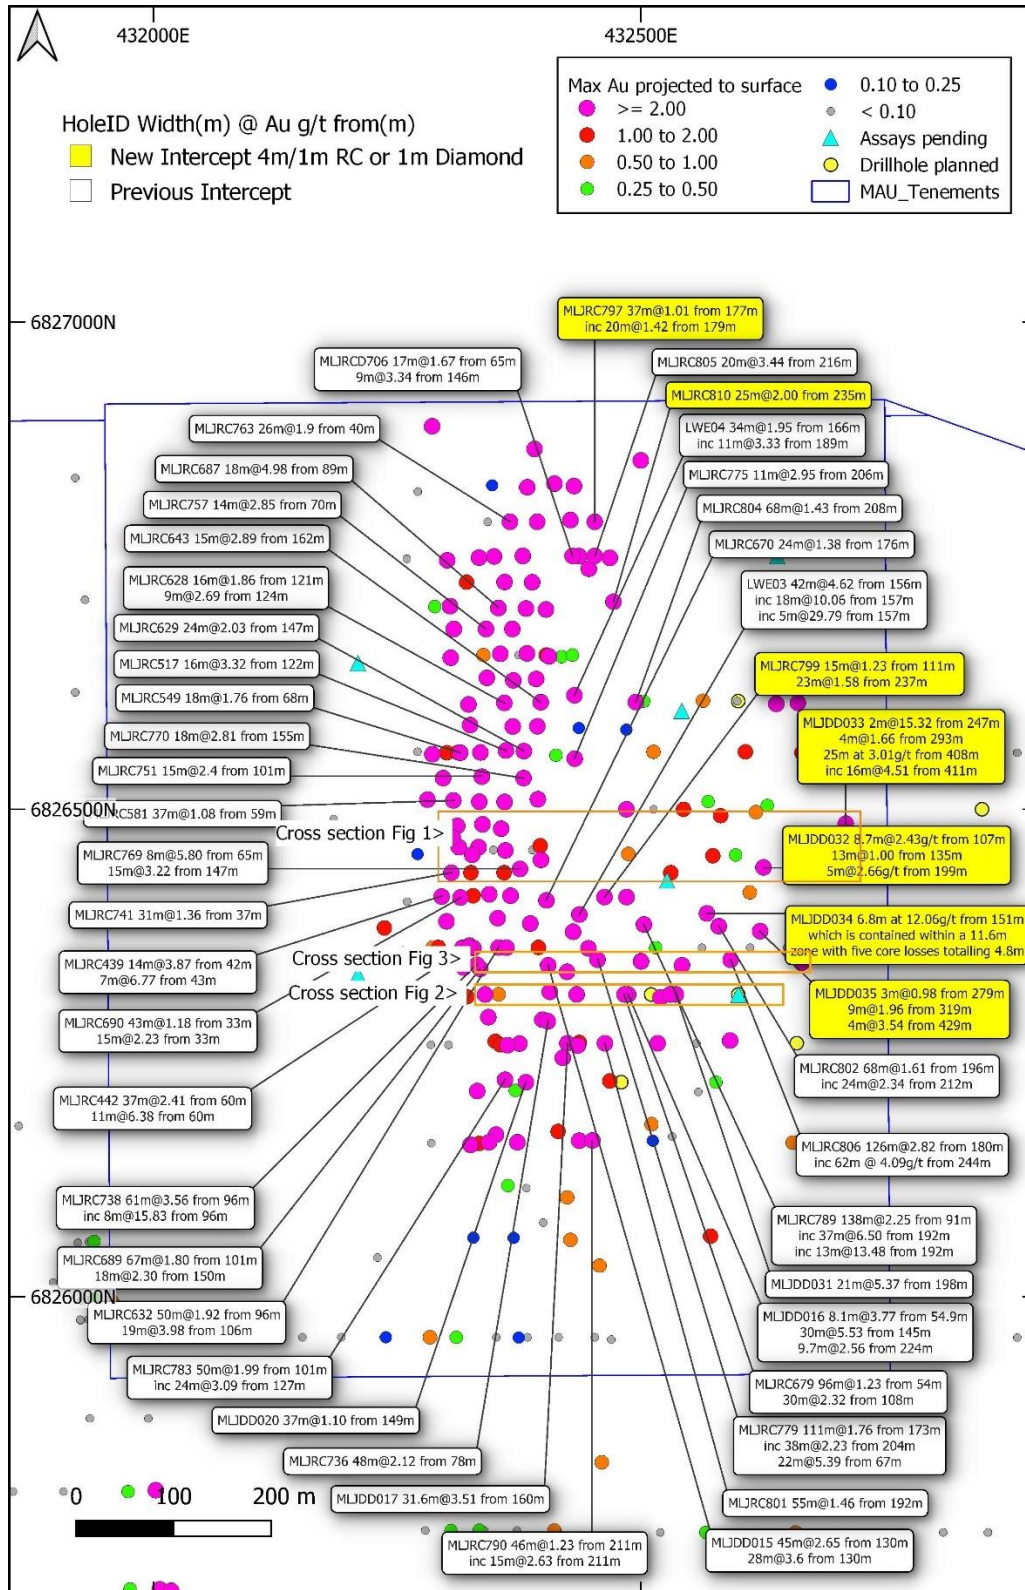 432000E
432500E
Max Au projected to surface
>= 2.00
1.00 to 2.00
0.50 to 1.00
0.25 to 0.50
0.10 to 0.25
< 0.10
Assays pending
Drillhole planned
MAU_Tenements
HoleID Width(m) @ Au g/t from(m)
New Intercept 4m/1m RC or 1m Diamond
Previous Intercept
6827000N
MLJRC797 37m@1.01 from 177m
inc 20m@1.42 from 179m
MLJRCD706 17m@1.67 from 65m
9m@3.34 from 146m
MLJRC805 20m@3.44 from 216m
MLJRC810 25m@2.00 from 235m
MLJRC763 26m@1.9 from 40m
LWE04 34m@1.95 from 166m
inc 11m@3.33 from 189m
MLJRC687 18m@4.98 from 89m
MLJRC775 11m@2.95 from 206m
MLJRC757 14m@2.85 from 70m
MLJRC804 68m@1.43 from 208m
MLJRC643 15m@2.89 from 162m
MLJRC670 24m@1.38 from 176m
MLJRC628 16m@1.86 from 121m
9m@2.69 from 124m
LWE03 42m@4.62 from 156m
inc 18m@10.06 from 157m
inc 5m@29.79 from 157m
MLJRC629 24m@2.03 from 147m
MLJRC517 16m@3.32 from 122m
MLJRC799 15m@1.23 from 111m
23m@1.58 from 237m
MLJRC549 18m@1.76 from 68m
MLJDD033 2m@15.32 from 247m
4m@1.66 from 293m
25m at 3.01g/t from 408m
inc 16m@4.51 from 411m
MLJRC770 18m@2.81 from 155m
MLJRC751 15m@2.4 from 101m
6826500N
RC581 37m@1.08 from 59m
Cross section Fig 1>
MLJDD032 8.7m@2.43g/t from 107m
13m@1.00 from 135m
5m@2.66g/t from 199m
MLJRC769 8m@5.80 from 65m
15m@3.22 from 147m
MLJRC741 31m@1.36 from 37m
MLJDD034 6.8m at 12.06g/t from 151m
which is contained within a 11.6m
zone with five core losses totalling 4.8m
MLJRC439 14m@3.87 from 42m
7m@6.77 from 43m
Cross section Fig 3>
Cross section Fig 2>
MLJDD035 3m@0.98 from 279m
9m@1.96 from 319m
4m@3.54 from 429m
MLJRC690 43m@1.18 from 33m
15m@2.23 from 33m
MLJRC802 68m@1.61 from 196m
inc 24m@2.34 from 212m
MLJRC442 37m@2.41 from 60m
11m@6.38 from 60m
MLJRC806 126m@2.82 from 180m
inc 62m @ 4.09g/t from 244m
MLJRC738 61m@3.56 from 96m
inc 8m@15.83 from 96m
MLJRC789 138m@2.25 from 91m
inc 37m@6.50 from 192m
inc 13m@13.48 from 192m
MLJRC689 67m@1.80 from 101m
18m@2.30 from 150m
MLJDD031 21m@5.37 from 198m
6826000N
MLJRC632 50m@1.92 from 96m
19m@3.98 from 106m
MLJDD016 8.1m@3.77 from 54.9m
30m@5.53 from 145m
9.7m@2.56 from 224m
MLJRC783 50m@1.99 from 101m
inc 24m@3.09 from 127m
MLJRC679 96m@1.23 from 54m
30m@2.32 from 108m
MLJDD020 37m@1.10 from 149m
MLJRC779 111m@1.76 from 173m
inc 38m@2.23 from 204m
22m@5.39 from 67m
MLJRC736 48m@2.12 from 78m
MLJDD017 31.6m@3.51 from 160m
MLJRC801 55m@1.46 from 192m
0 100 200 m
MLJRC790 46m@1.23 from 211m
inc 15m@2.63 from 211m
MLJDD015 45m@2.65 from 130m
28m@3.6 from 130m